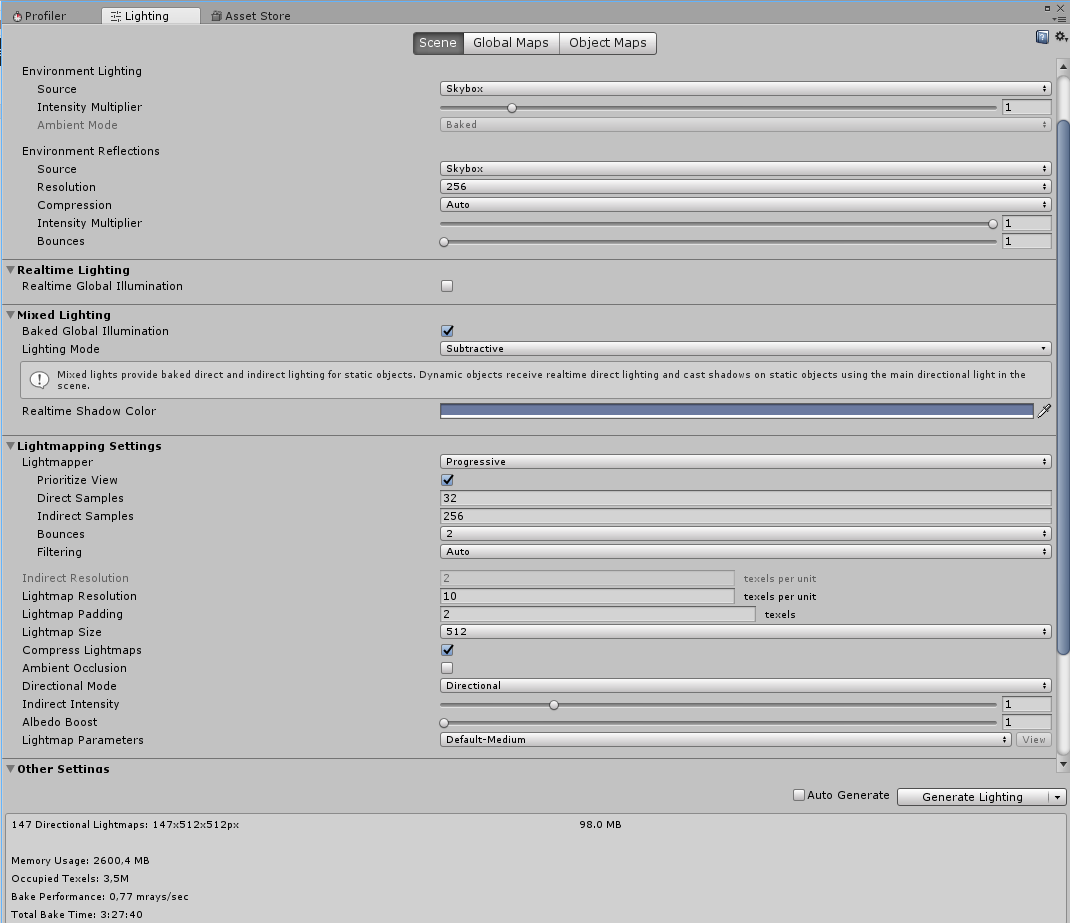 Profiler Lighting Asset Store
Scene Global Maps Object Maps
Environment Lighting
Source Skybox
Intensity Multiplier 1
Ambient Mode Baked
Environment Reflections
Source Skybox
Resolution 256
Compression Auto
Intensity Multiplier 1
Bounces 1
Realtime Lighting
Realtime Global Illumination
Mixed Lighting
Baked Global Illumination
Lighting Mode Subtractive
Mixed lights provide baked direct and indirect lighting for static objects. Dynamic objects receive realtime direct lighting and cast shadows on static objects using the main directional light in the
scene.
Realtime Shadow Color
Lightmapping Settings
Lightmapper Progressive
Prioritize View
Direct Samples 32
Indirect Samples 256
Bounces 2
Filtering Auto
Indirect Resolution 2 texels per unit
Lightmap Resolution 10 texels per unit
Lightmap Padding 2 texels
Lightmap Size 512
Compress Lightmaps
Ambient Occlusion
Directional Mode Directional
Indirect Intensity 1
Albedo Boost 1
Lightmap Parameters Default-Medium View
Other Settings
Auto Generate Generate Lighting
147 Directional Lightmaps: 147x512x512px 98.0 MB
Memory Usage: 2600,4 MB
Occupied Texels: 3,5M
Bake Performance: 0,77 mrays/sec
Total Bake Time: 3:27:40